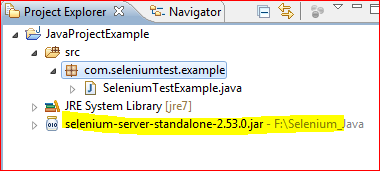 Project Explorer Navigator
JavaProjectExample
src
com.seleniumtest.example
SeleniumTestExample.java
JRE System Library [jre7]
selenium-server-standalone-2.53.0.jar - F:\Selenium_Java